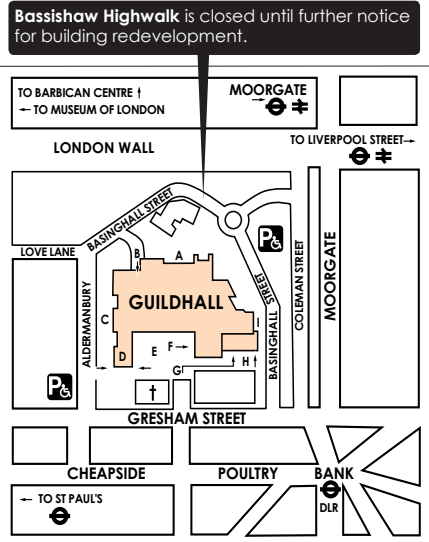 Bassishaw Highwalk is closed until further notice
for building redevelopment.
TO BARBICAN CENTRE ↑
← TO MUSEUM OF LONDON
MOORGATE
→
TO LIVERPOOL STREET→
LONDON WALL
BASINGHALL STREET
LOVE LANE
B
A
P
BASINGHALL STREET
COLEMAN STREET
MOORGATE
ALDERMANBURY
C
GUILDHALL
I
D
E
F →
G
H
P
†
GRESHAM STREET
CHEAPSIDE
POULTRY
BANK
DLR
← TO ST PAUL'S